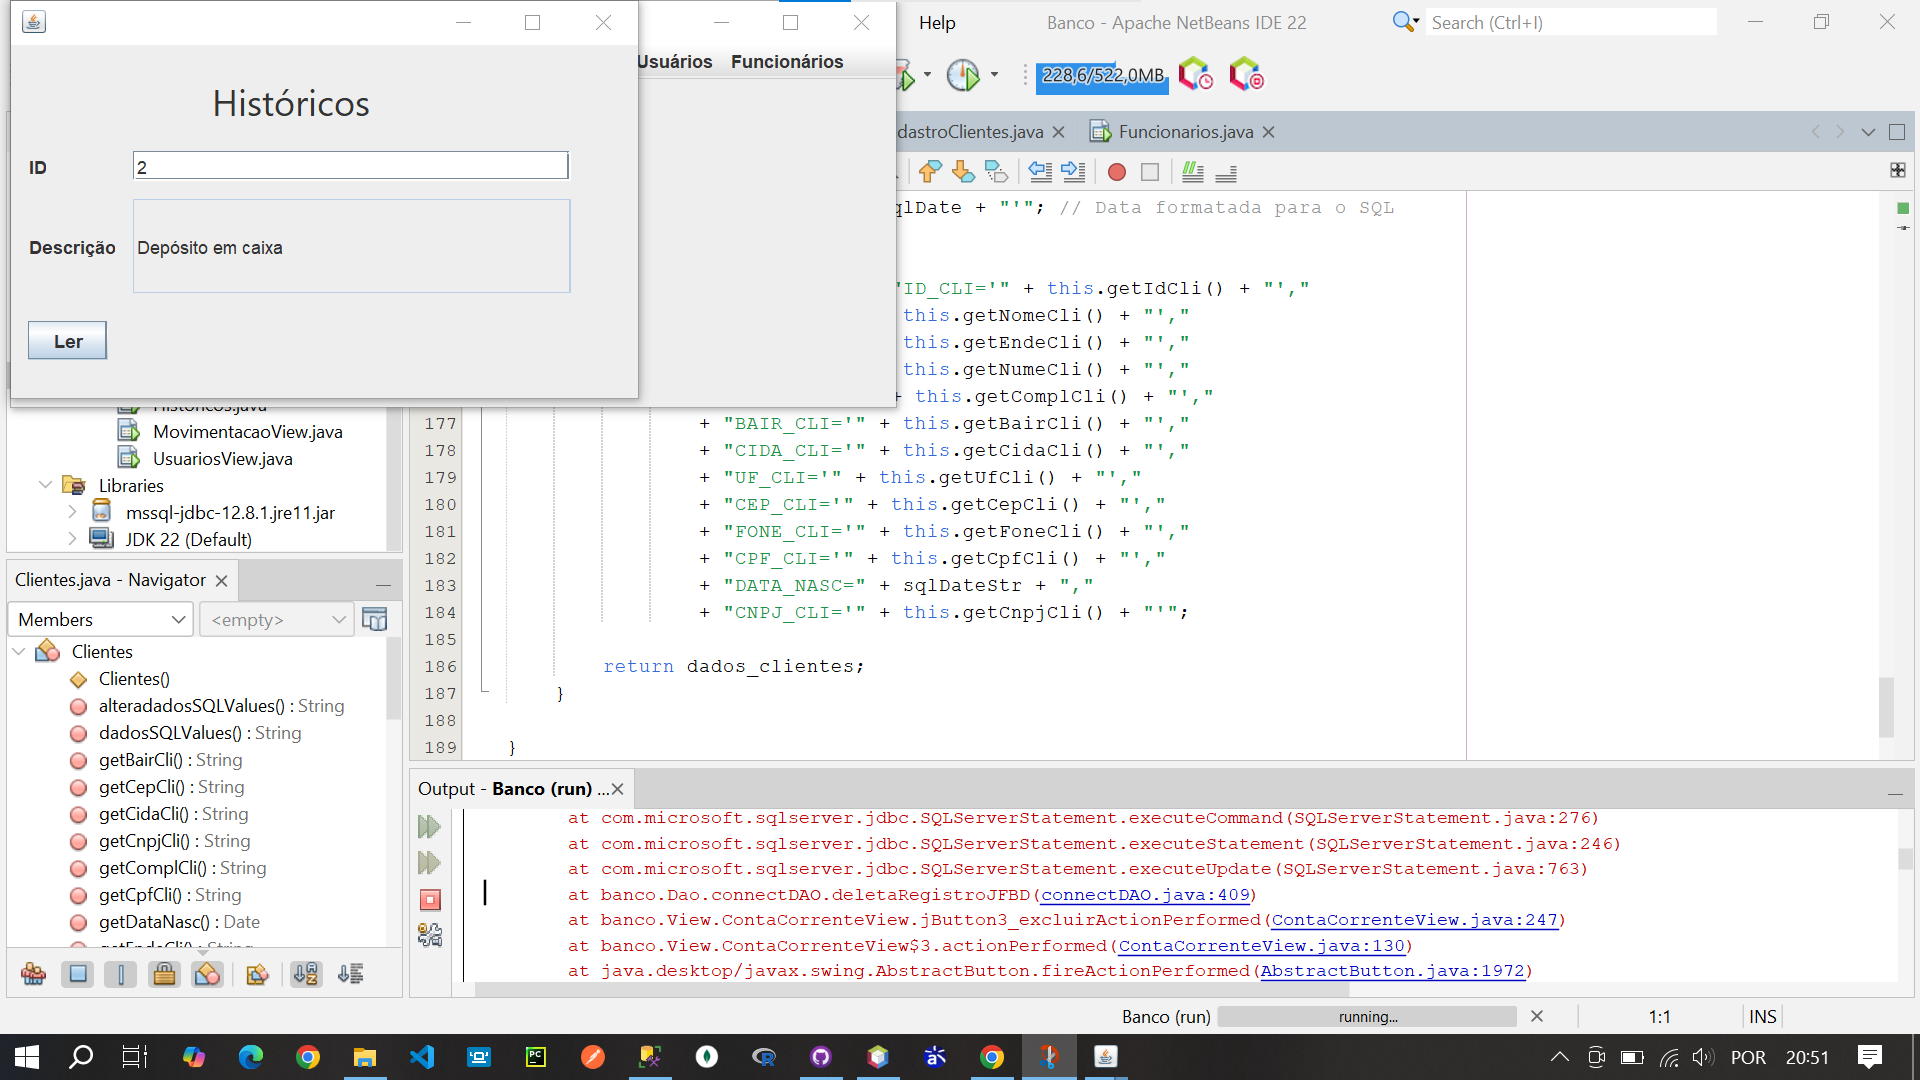 Históricos
ID
2
Descrição
Depósito em caixa
Ler
Usuários Funcionários
Help
Banco - Apache NetBeans IDE 22
Search (Ctrl+I)
228,6/522,0MB
dastroClientes.java
Funcionarios.java
qlDate + "'"; // Data formatada para o SQL
"ID_CLI='" + this.getIdCli() + "',"
this.getNomeCli() + "',"
this.getEndeCli() + "',"
this.getNumeCli() + "',"
+ this.getComplCli() + "',"
177 + "BAIR_CLI='" + this.getBairCli() + "',"
178 + "CIDA_CLI='" + this.getCidaCli() + "',"
179 + "UF_CLI='" + this.getUfCli() + "',"
180 + "CEP_CLI='" + this.getCepCli() + "',"
181 + "FONE_CLI='" + this.getFoneCli() + "',"
182 + "CPF_CLI='" + this.getCpfCli() + "',"
183 + "DATA_NASC=" + sqlDateStr + ","
184 + "CNPJ_CLI='" + this.getCnpjCli() + "'";
185
186 return dados_clientes;
187 }
188
189 }
Historicos.java
MovimentacaoView.java
UsuariosView.java
Libraries
mssql-jdbc-12.8.1.jre11.jar
JDK 22 (Default)
Clientes.java - Navigator
Members
<empty>
Clientes
Clientes()
alteradadosSQLValues() : String
dadosSQLValues() : String
getBairCli() : String
getCepCli() : String
getCidaCli() : String
getCnpjCli() : String
getComplCli() : String
getCpfCli() : String
getDataNasc() : Date
getEndeCli() : String
Output - Banco (run) ...
at com.microsoft.sqlserver.jdbc.SQLServerStatement.executeCommand(SQLServerStatement.java:276)
at com.microsoft.sqlserver.jdbc.SQLServerStatement.executeStatement(SQLServerStatement.java:246)
at com.microsoft.sqlserver.jdbc.SQLServerStatement.executeUpdate(SQLServerStatement.java:763)
at banco.Dao.connectDAO.deletaRegistroJFBD(connectDAO.java:409)
at banco.View.ContaCorrenteView.jButton3_excluirActionPerformed(ContaCorrenteView.java:247)
at banco.View.ContaCorrenteView$3.actionPerformed(ContaCorrenteView.java:130)
at java.desktop/javax.swing.AbstractButton.fireActionPerformed(AbstractButton.java:1972)
Banco (run)
running...
1:1
INS
POR
20:51